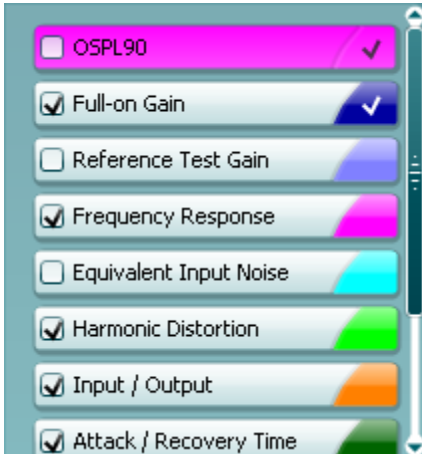 OSPL90
Full-on Gain
Reference Test Gain
Frequency Response
Equivalent Input Noise
Harmonic Distortion
Input / Output
Attack / Recovery Time